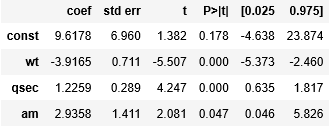 coef std err t P>|t| [0.025 0.975]
const 9.6178 6.960 1.382 0.178 -4.638 23.874
wt -3.9165 0.711 -5.507 0.000 -5.373 -2.460
qsec 1.2259 0.289 4.247 0.000 0.635 1.817
am 2.9358 1.411 2.081 0.047 0.046 5.826